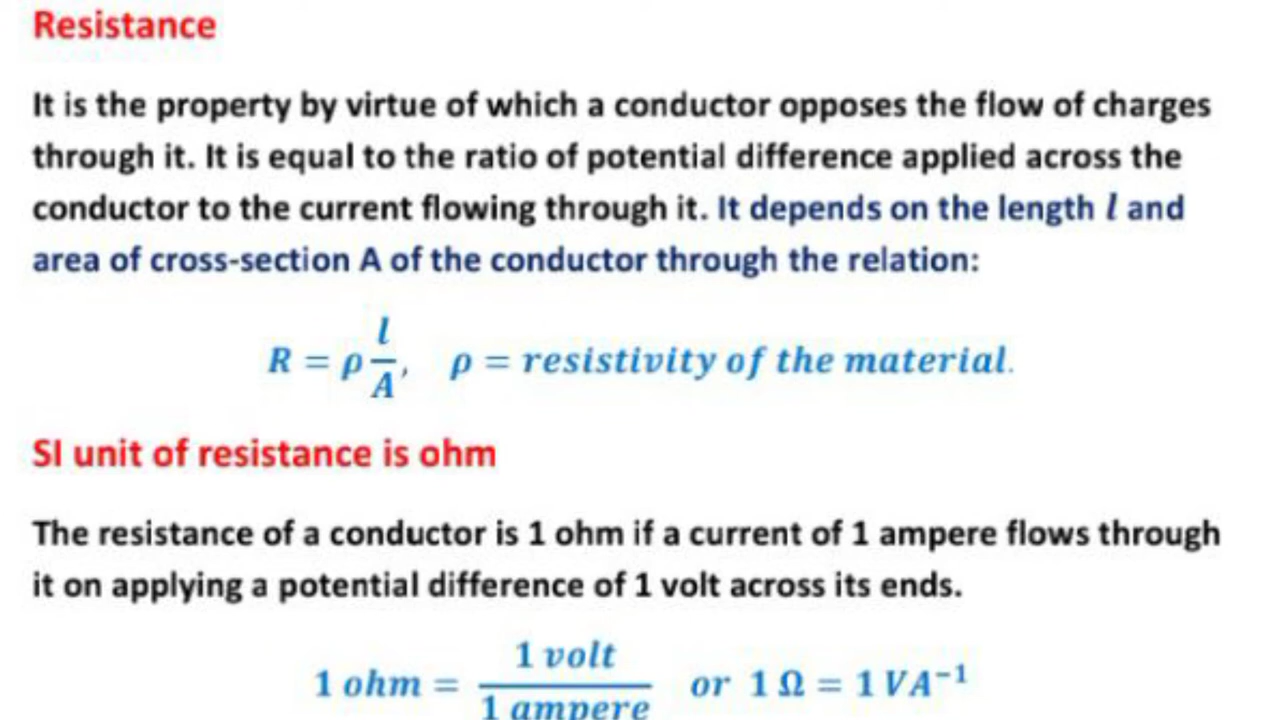 Resistance
It is the property by virtue of which a conductor opposes the flow of charges
through it. It is equal to the ratio of potential difference applied across the
conductor to the current flowing through it. It depends on the length l and
area of cross-section A of the conductor through the relation:
R = ρ l/A, ρ = resistivity of the material.
SI unit of resistance is ohm
The resistance of a conductor is 1 ohm if a current of 1 ampere flows through
it on applying a potential difference of 1 volt across its ends.
1 ohm = 1 volt/1 ampere or 1 Ω = 1 VA⁻¹